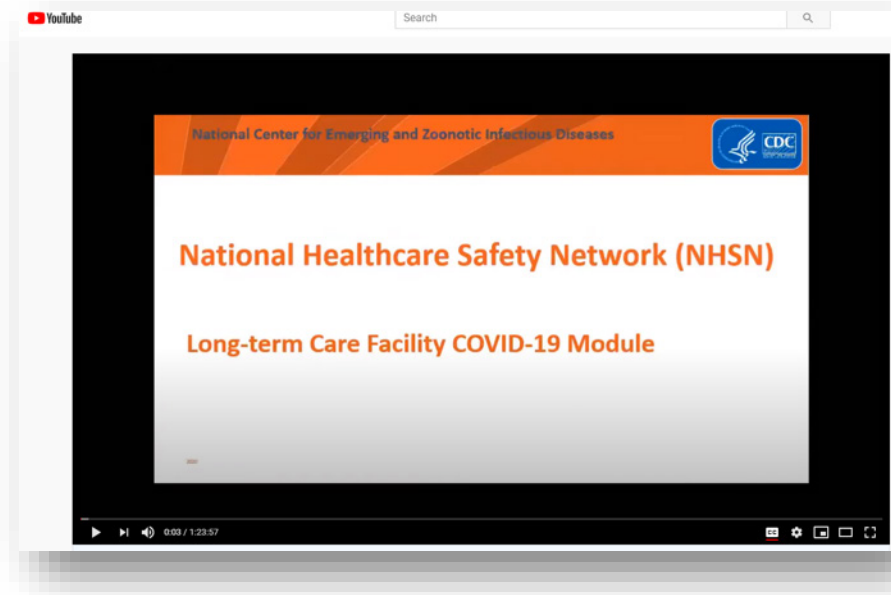 YouTube
Search
National Center for Emerging and Zoonotic Infectious Diseases
CDC
National Healthcare Safety Network (NHSN)
Long-term Care Facility COVID-19 Module
0:03 / 1:23:57
CC